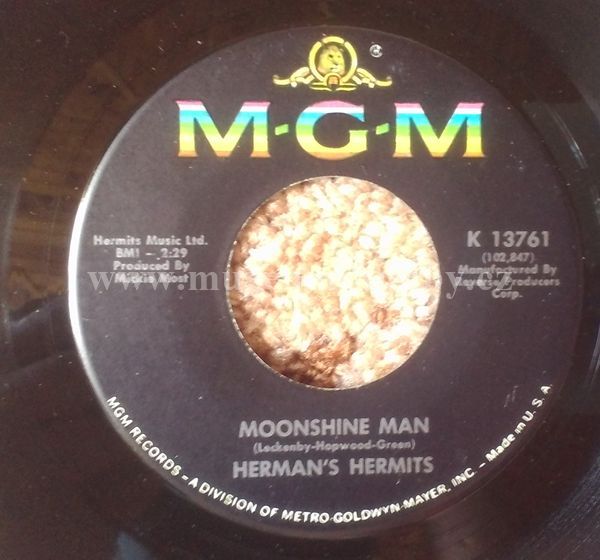 ®
M-G-M
Hermits Music Ltd.
BMI – 2:29
Produced By
Mickie Most
K 13761
(102,847)
Manufactured By
Reverse Producers
Corp.
MOONSHINE MAN
(Leckenby-Hopwood-Green)
HERMAN'S HERMITS
MGM RECORDS – A DIVISION OF METRO-GOLDWYN-MAYER, INC. – Made in U. S. A.